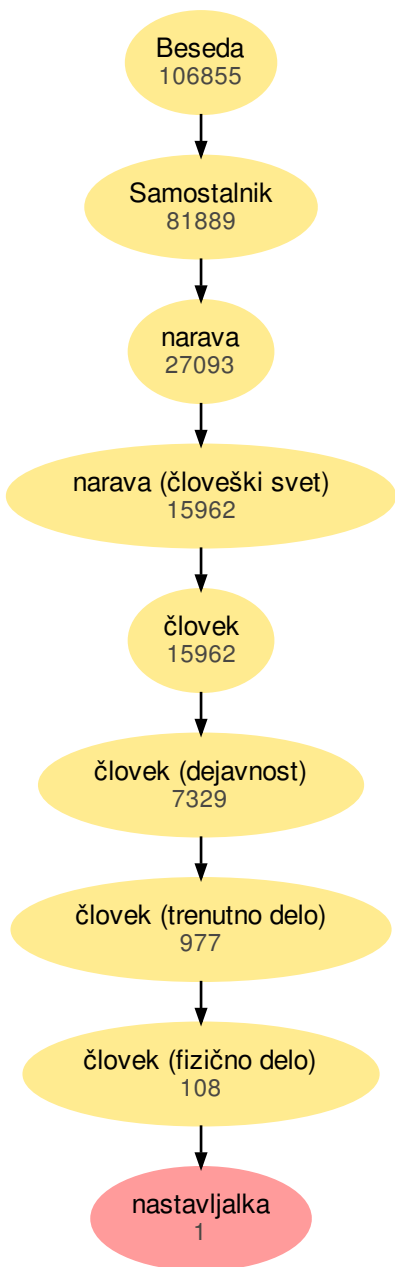 Beseda
106855
Samostalnik
81889
narava
27093
narava (človeški svet)
15962
človek
15962
človek (dejavnost)
7329
človek (trenutno delo)
977
človek (fizično delo)
108
nastavljalka
1